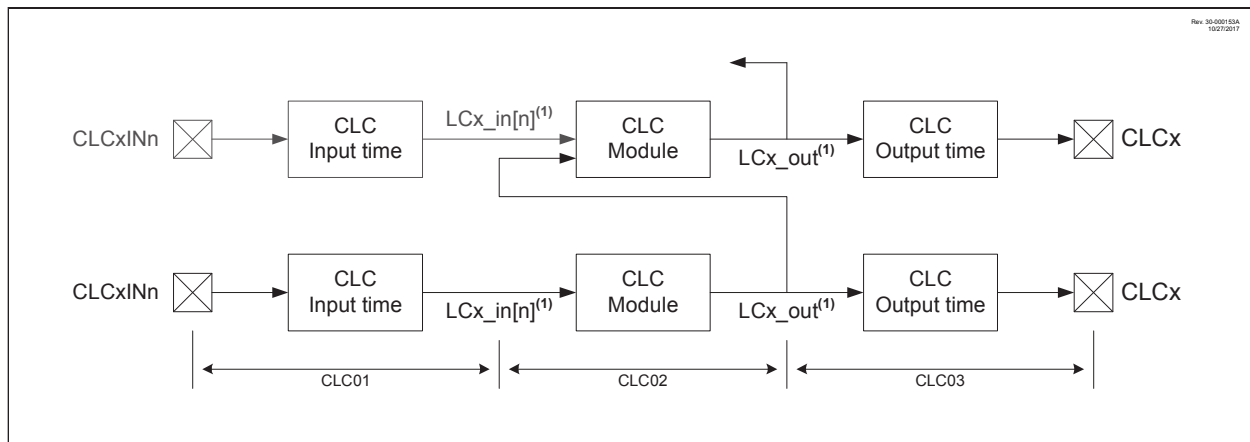 Rev. 30-000153A
10/27/2017
CLCxINn
CLC
Input time
LCx_in[n](1)
CLC
Module
LCx_out(1)
CLC
Output time
CLCx
CLCxINn
CLC
Input time
LCx_in[n](1)
CLC
Module
LCx_out(1)
CLC
Output time
CLCx
CLC01
CLC02
CLC03